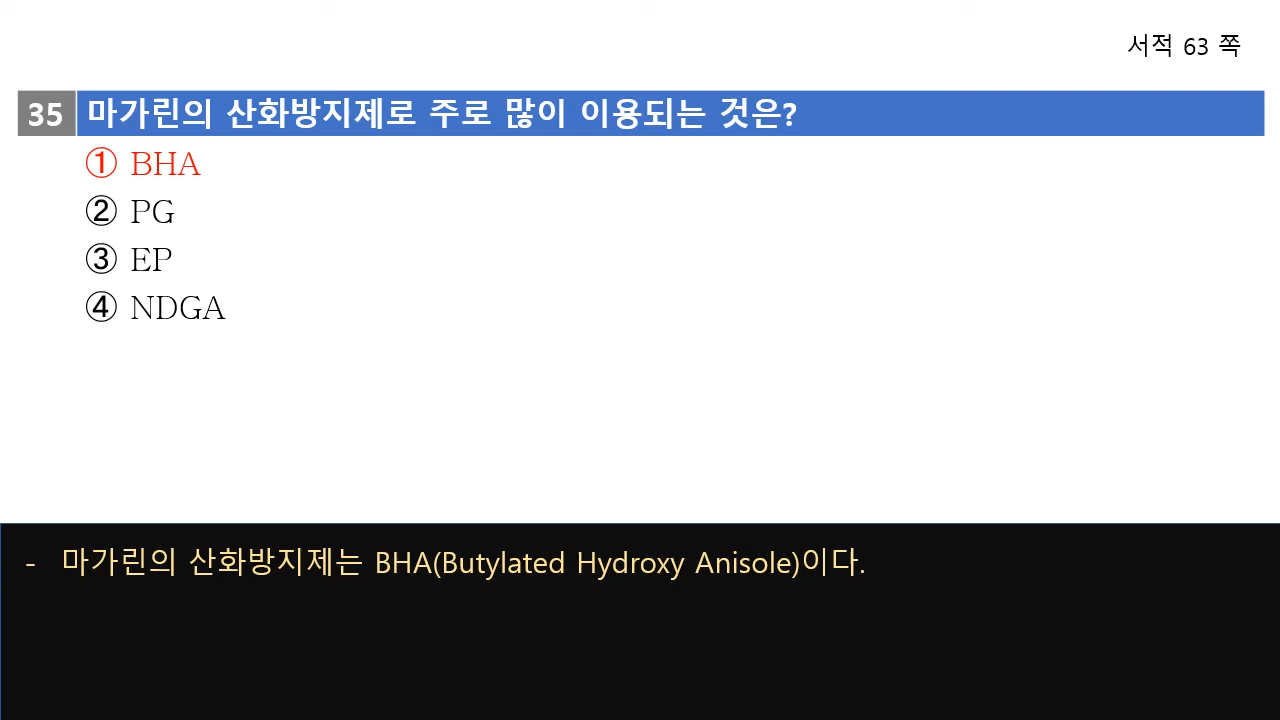 서적 63 쪽
35 마가린의 산화방지제로 주로 많이 이용되는 것은?
① BHA
② PG
③ EP
④ NDGA
- 마가린의 산화방지제는 BHA(Butylated Hydroxy Anisole)이다.